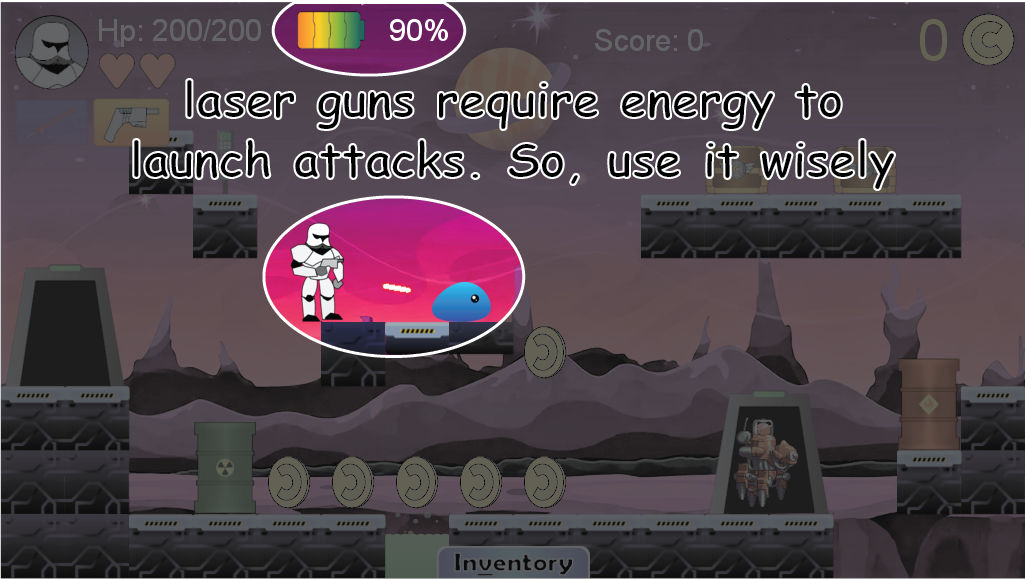 Hp: 200/200
90%
Score: 0
0
laser guns require energy to
launch attacks. So, use it wisely
Inventory